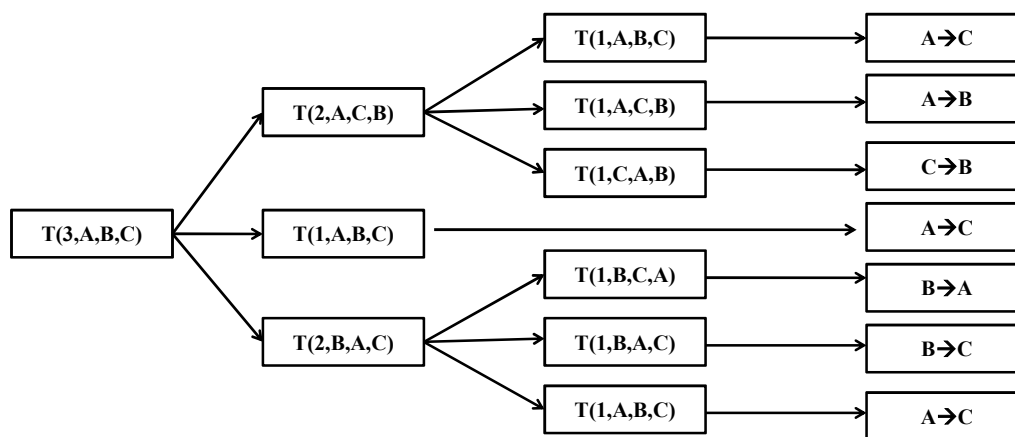 T(1,A,B,C)
A→C
T(2,A,C,B)
T(1,A,C,B)
A→B
T(1,C,A,B)
C→B
T(3,A,B,C)
T(1,A,B,C)
A→C
T(1,B,C,A)
B→A
T(2,B,A,C)
T(1,B,A,C)
B→C
T(1,A,B,C)
A→C